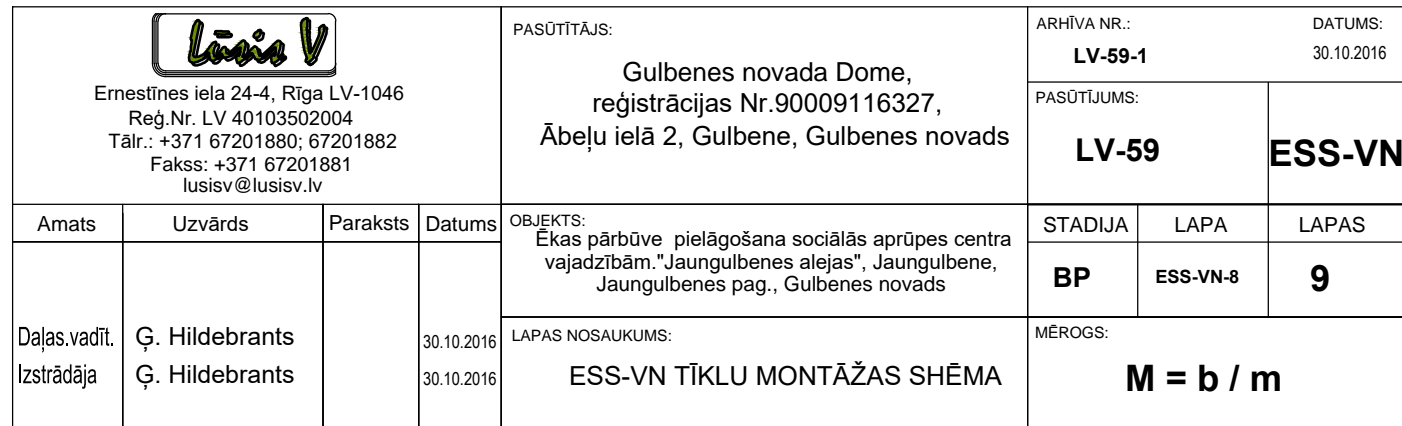 Lūsis V
Ernestīnes iela 24-4, Rīga LV-1046
Reģ.Nr. LV 40103502004
Tālr.: +371 67201880; 67201882
Fakss: +371 67201881
lusisv@lusisv.lv
PASŪTĪTĀJS:
Gulbenes novada Dome,
reģistrācijas Nr.90009116327,
Ābeļu ielā 2, Gulbene, Gulbenes novads
ARHĪVA NR.: DATUMS:
LV-59-1 30.10.2016
PASŪTĪJUMS:
LV-59 ESS-VN
Amats Uzvārds Paraksts Datums
Daļas.vadīt. Ģ. Hildebrants 30.10.2016
Izstrādāja Ģ. Hildebrants 30.10.2016
OBJEKTS:
Ēkas pārbūve pielāgošana sociālās aprūpes centra
vajadzībām."Jaungulbenes alejas", Jaungulbene,
Jaungulbenes pag., Gulbenes novads
STADIJA LAPA LAPAS
BP ESS-VN-8 9
LAPAS NOSAUKUMS:
ESS-VN TĪKLU MONTĀŽAS SHĒMA
MĒROGS:
M = b / m